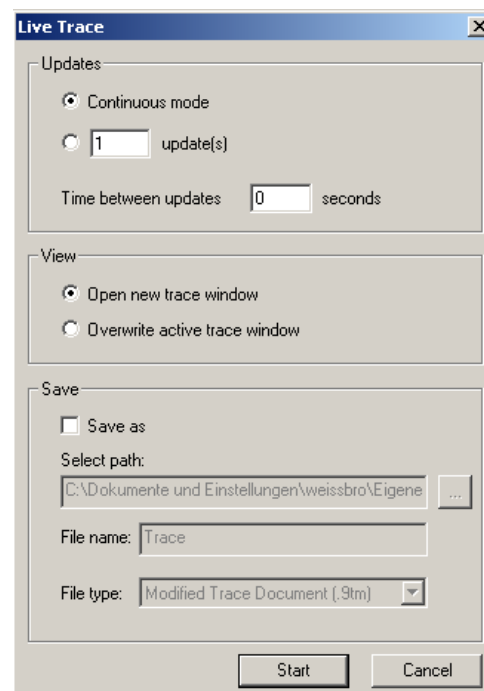 Live Trace
Updates
Continuous mode
1 update(s)
Time between updates 0 seconds
View
Open new trace window
Overwrite active trace window
Save
Save as
Select path:
C:\Dokumente und Einstellungen\weissbro\Eigene ...
File name: Trace
File type: Modified Trace Document (.9tm)
Start Cancel